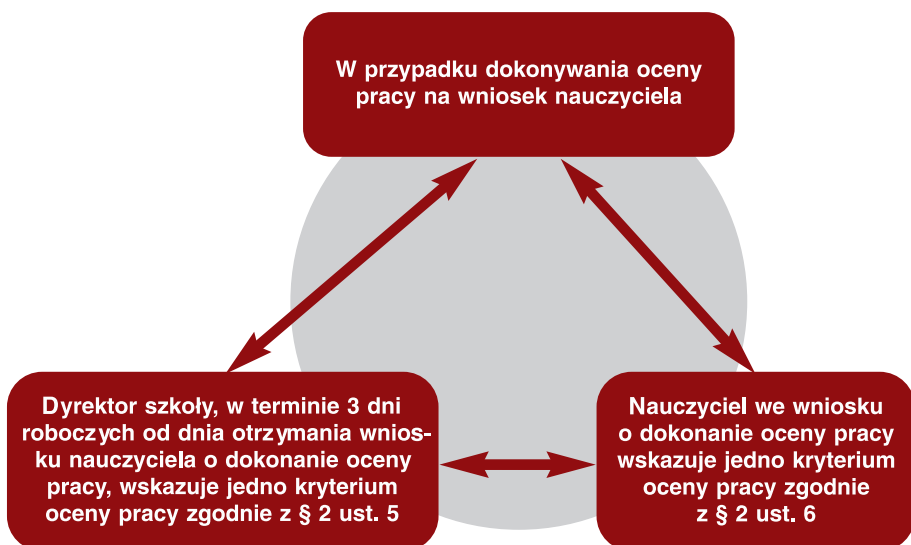 W przypadku dokonywania oceny
pracy na wniosek nauczyciela
Dyrektor szkoły, w terminie 3 dni
roboczych od dnia otrzymania wnios-
ku nauczyciela o dokonanie oceny
pracy, wskazuje jedno kryterium
oceny pracy zgodnie z § 2 ust. 5
Nauczyciel we wniosku
o dokonanie oceny pracy
wskazuje jedno kryterium
oceny pracy zgodnie
z § 2 ust. 6